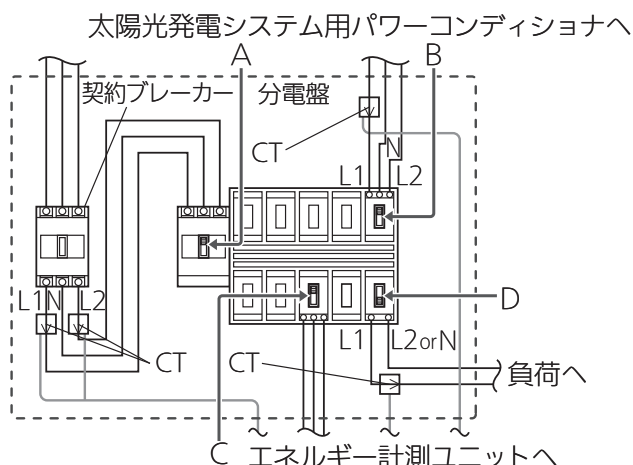 太陽光発電システム用パワーコンディショナへ
A
B
契約ブレーカー
分電盤
CT
N
L1
L2
A
L1
N
L2
D
CT
CT
L1
L2orN
負荷へ
C
エネルギー計測ユニットへ